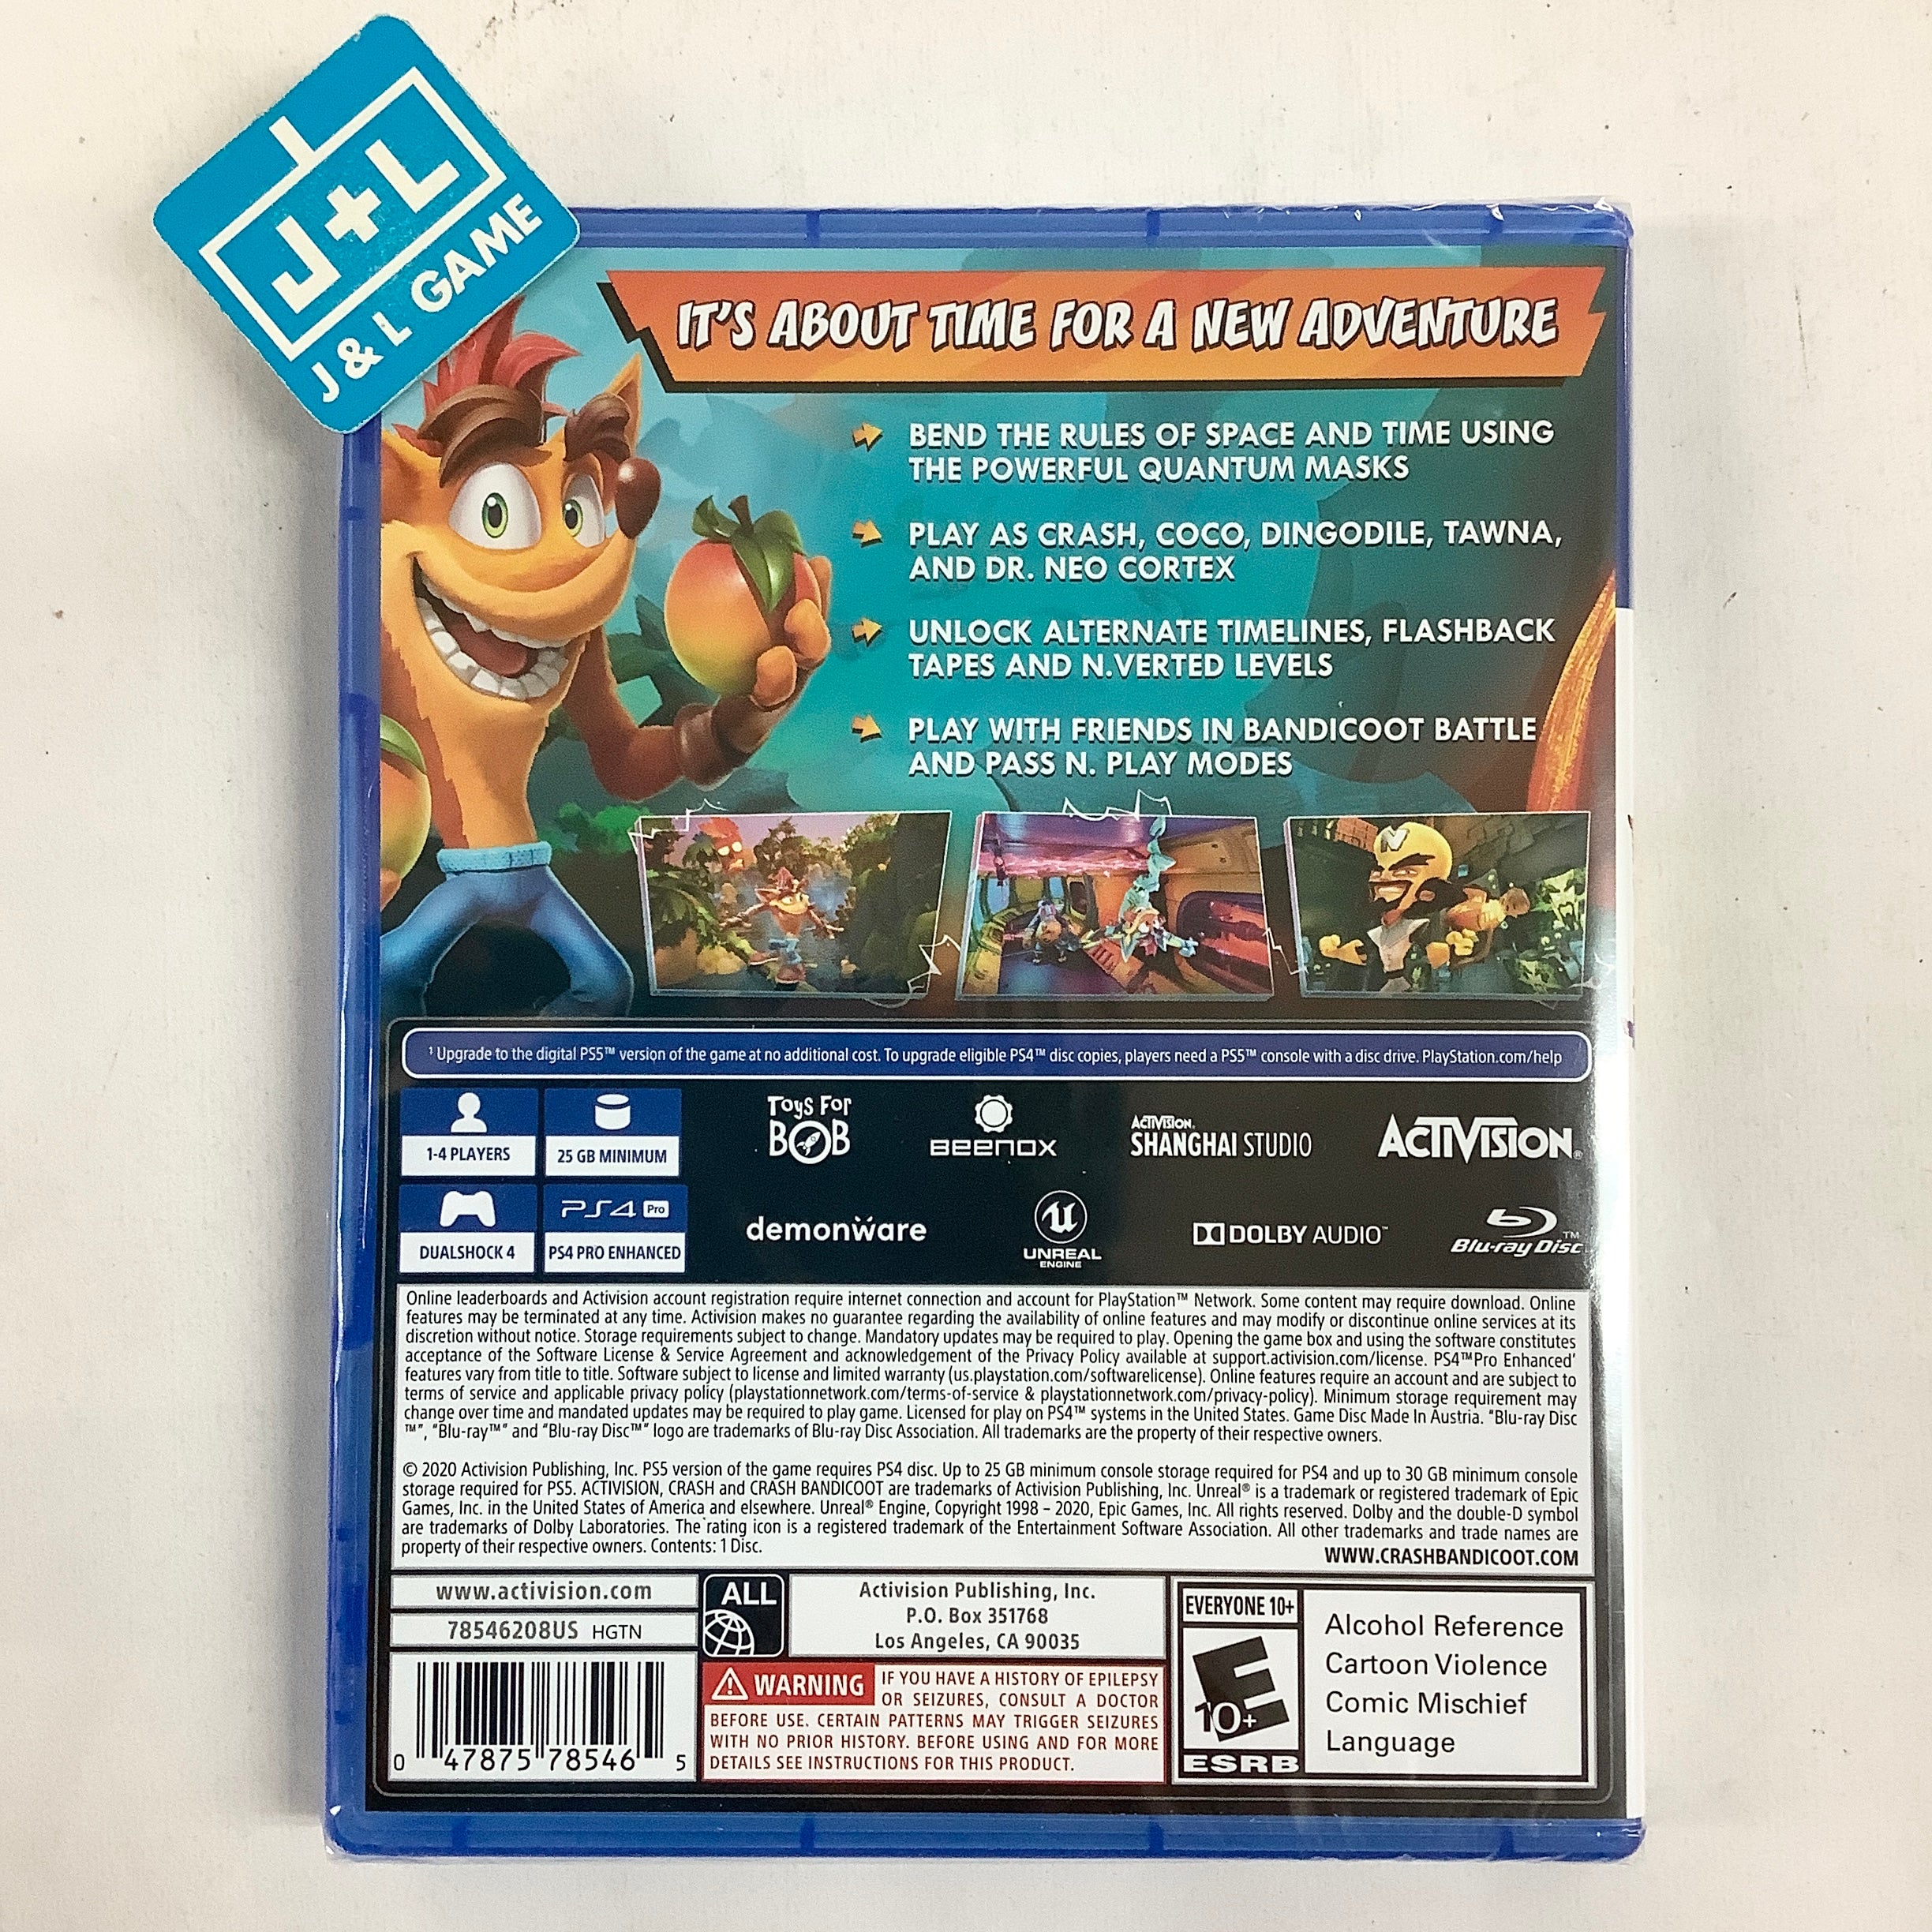 J+L
J & L GAME
IT'S ABOUT TIME FOR A NEW ADVENTURE
BEND THE RULES OF SPACE AND TIME USING
THE POWERFUL QUANTUM MASKS
PLAY AS CRASH, COCO, DINGODILE, TAWNA,
AND DR. NEO CORTEX
UNLOCK ALTERNATE TIMELINES, FLASHBACK
TAPES AND N.VERTED LEVELS
PLAY WITH FRIENDS IN BANDICOOT BATTLE
AND PASS N. PLAY MODES
N
¹ Upgrade to the digital PS5™ version of the game at no additional cost. To upgrade eligible PS4™ disc copies, players need a PS5™ console with a disc drive. PlayStation.com/help
1-4 PLAYERS
25 GB MINIMUM
TOYS FOR
BOB
BEENOX
ACTIVISION.
SHANGHAI STUDIO
ACTIVISION®
DUALSHOCK 4
PS4 Pro
PS4 PRO ENHANCED
demonware
UNREAL
ENGINE
DOLBY AUDIO™
Blu-ray Disc™
Online leaderboards and Activision account registration require internet connection and account for PlayStation™ Network. Some content may require download. Online
features may be terminated at any time. Activision makes no guarantee regarding the availability of online features and may modify or discontinue online services at its
discretion without notice. Storage requirements subject to change. Mandatory updates may be required to play. Opening the game box and using the software constitutes
acceptance of the Software License & Service Agreement and acknowledgement of the Privacy Policy available at support.activision.com/license. PS4™Pro Enhanced'
features vary from title to title. Software subject to license and limited warranty (us.playstation.com/softwarelicense). Online features require an account and are subject to
terms of service and applicable privacy policy (playstationnetwork.com/terms-of-service & playstationnetwork.com/privacy-policy). Minimum storage requirement may
change over time and mandated updates may be required to play game. Licensed for play on PS4™ systems in the United States. Game Disc Made In Austria. "Blu-ray Disc
™", "Blu-ray™" and "Blu-ray Disc™" logo are trademarks of Blu-ray Disc Association. All trademarks are the property of their respective owners.
© 2020 Activision Publishing, Inc. PS5 version of the game requires PS4 disc. Up to 25 GB minimum console storage required for PS4 and up to 30 GB minimum console
storage required for PS5. ACTIVISION, CRASH and CRASH BANDICOOT are trademarks of Activision Publishing, Inc. Unreal® is a trademark or registered trademark of Epic
Games, Inc. in the United States of America and elsewhere. Unreal® Engine, Copyright 1998 – 2020, Epic Games, Inc. All rights reserved. Dolby and the double-D symbol
are trademarks of Dolby Laboratories. The rating icon is a registered trademark of the Entertainment Software Association. All other trademarks and trade names are
property of their respective owners. Contents: 1 Disc.
WWW.CRASHBANDICOOT.COM
www.activision.com
78546208US HGTN
0 47875 78546 5
ALL
Activision Publishing, Inc.
P.O. Box 351768
Los Angeles, CA 90035
WARNING IF YOU HAVE A HISTORY OF EPILEPSY
OR SEIZURES, CONSULT A DOCTOR
BEFORE USE. CERTAIN PATTERNS MAY TRIGGER SEIZURES
WITH NO PRIOR HISTORY. BEFORE USING AND FOR MORE
DETAILS SEE INSTRUCTIONS FOR THIS PRODUCT.
EVERYONE 10+
E
10+
ESRB
Alcohol Reference
Cartoon Violence
Comic Mischief
Language